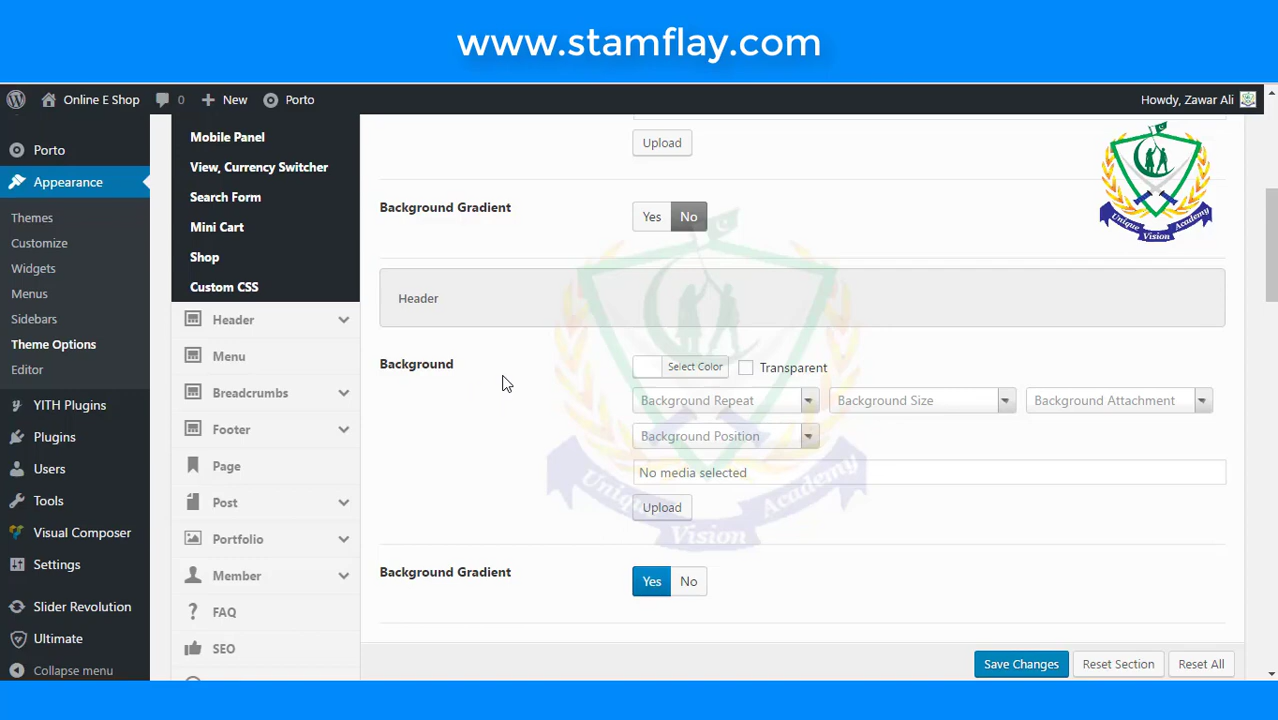 www.stamflay.com
Online E Shop
0
New
Porto
Howdy, Zawar Ali
Porto
Appearance
Themes
Customize
Widgets
Menus
Sidebars
Theme Options
Editor
YITH Plugins
Plugins
Users
Tools
Visual Composer
Settings
Slider Revolution
Ultimate
Collapse menu
Mobile Panel
View, Currency Switcher
Search Form
Mini Cart
Shop
Custom CSS
Header
Menu
Breadcrumbs
Footer
Page
Post
Portfolio
Member
FAQ
SEO
Upload
Background Gradient
Yes No
Header
Background
Select Color
Transparent
Background Repeat
Background Size
Background Attachment
Background Position
No media selected
Upload
Background Gradient
Yes No
Save Changes
Reset Section
Reset All
Unique Vision Academy
Unique Vision Academy